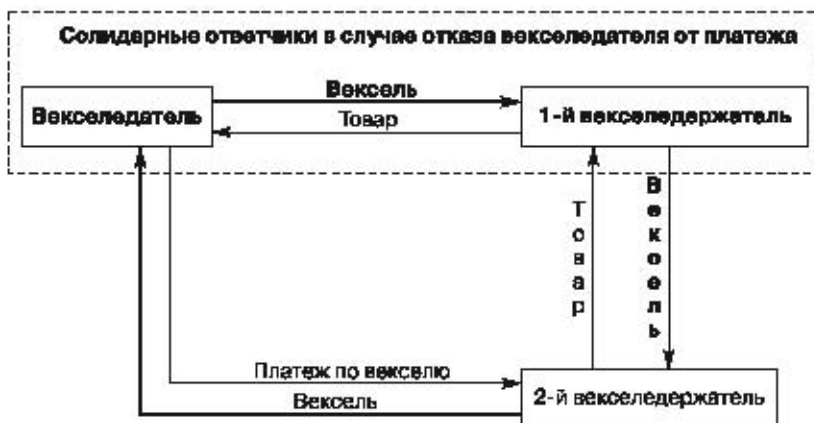 Солидарные ответчики в случае отказа векселедателя от платежа
Векселедатель
Вексель
Товар
1-й векселедержатель
Товар
Вексель
Платеж по векселю
Вексель
2-й векселедержатель